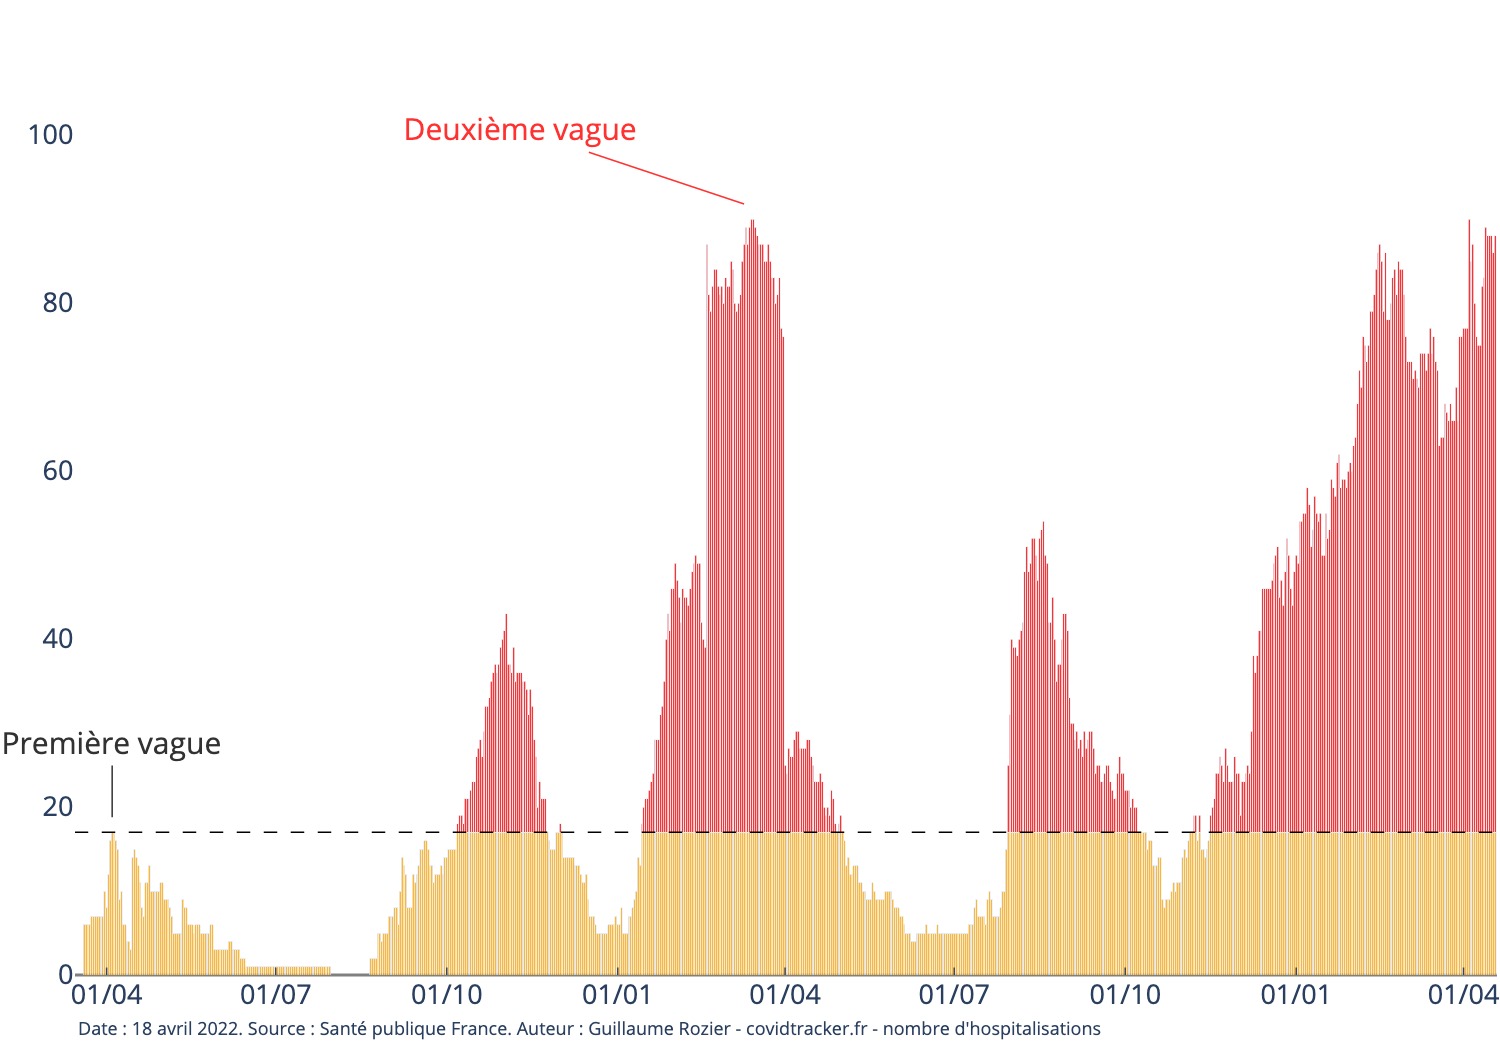 Deuxième vague
100
80
60
40
Première vague
20
0
01/04 01/07 01/10 01/01 01/04 01/07 01/10 01/01 01/04
Date : 18 avril 2022. Source : Santé publique France. Auteur : Guillaume Rozier - covidtracker.fr - nombre d'hospitalisations